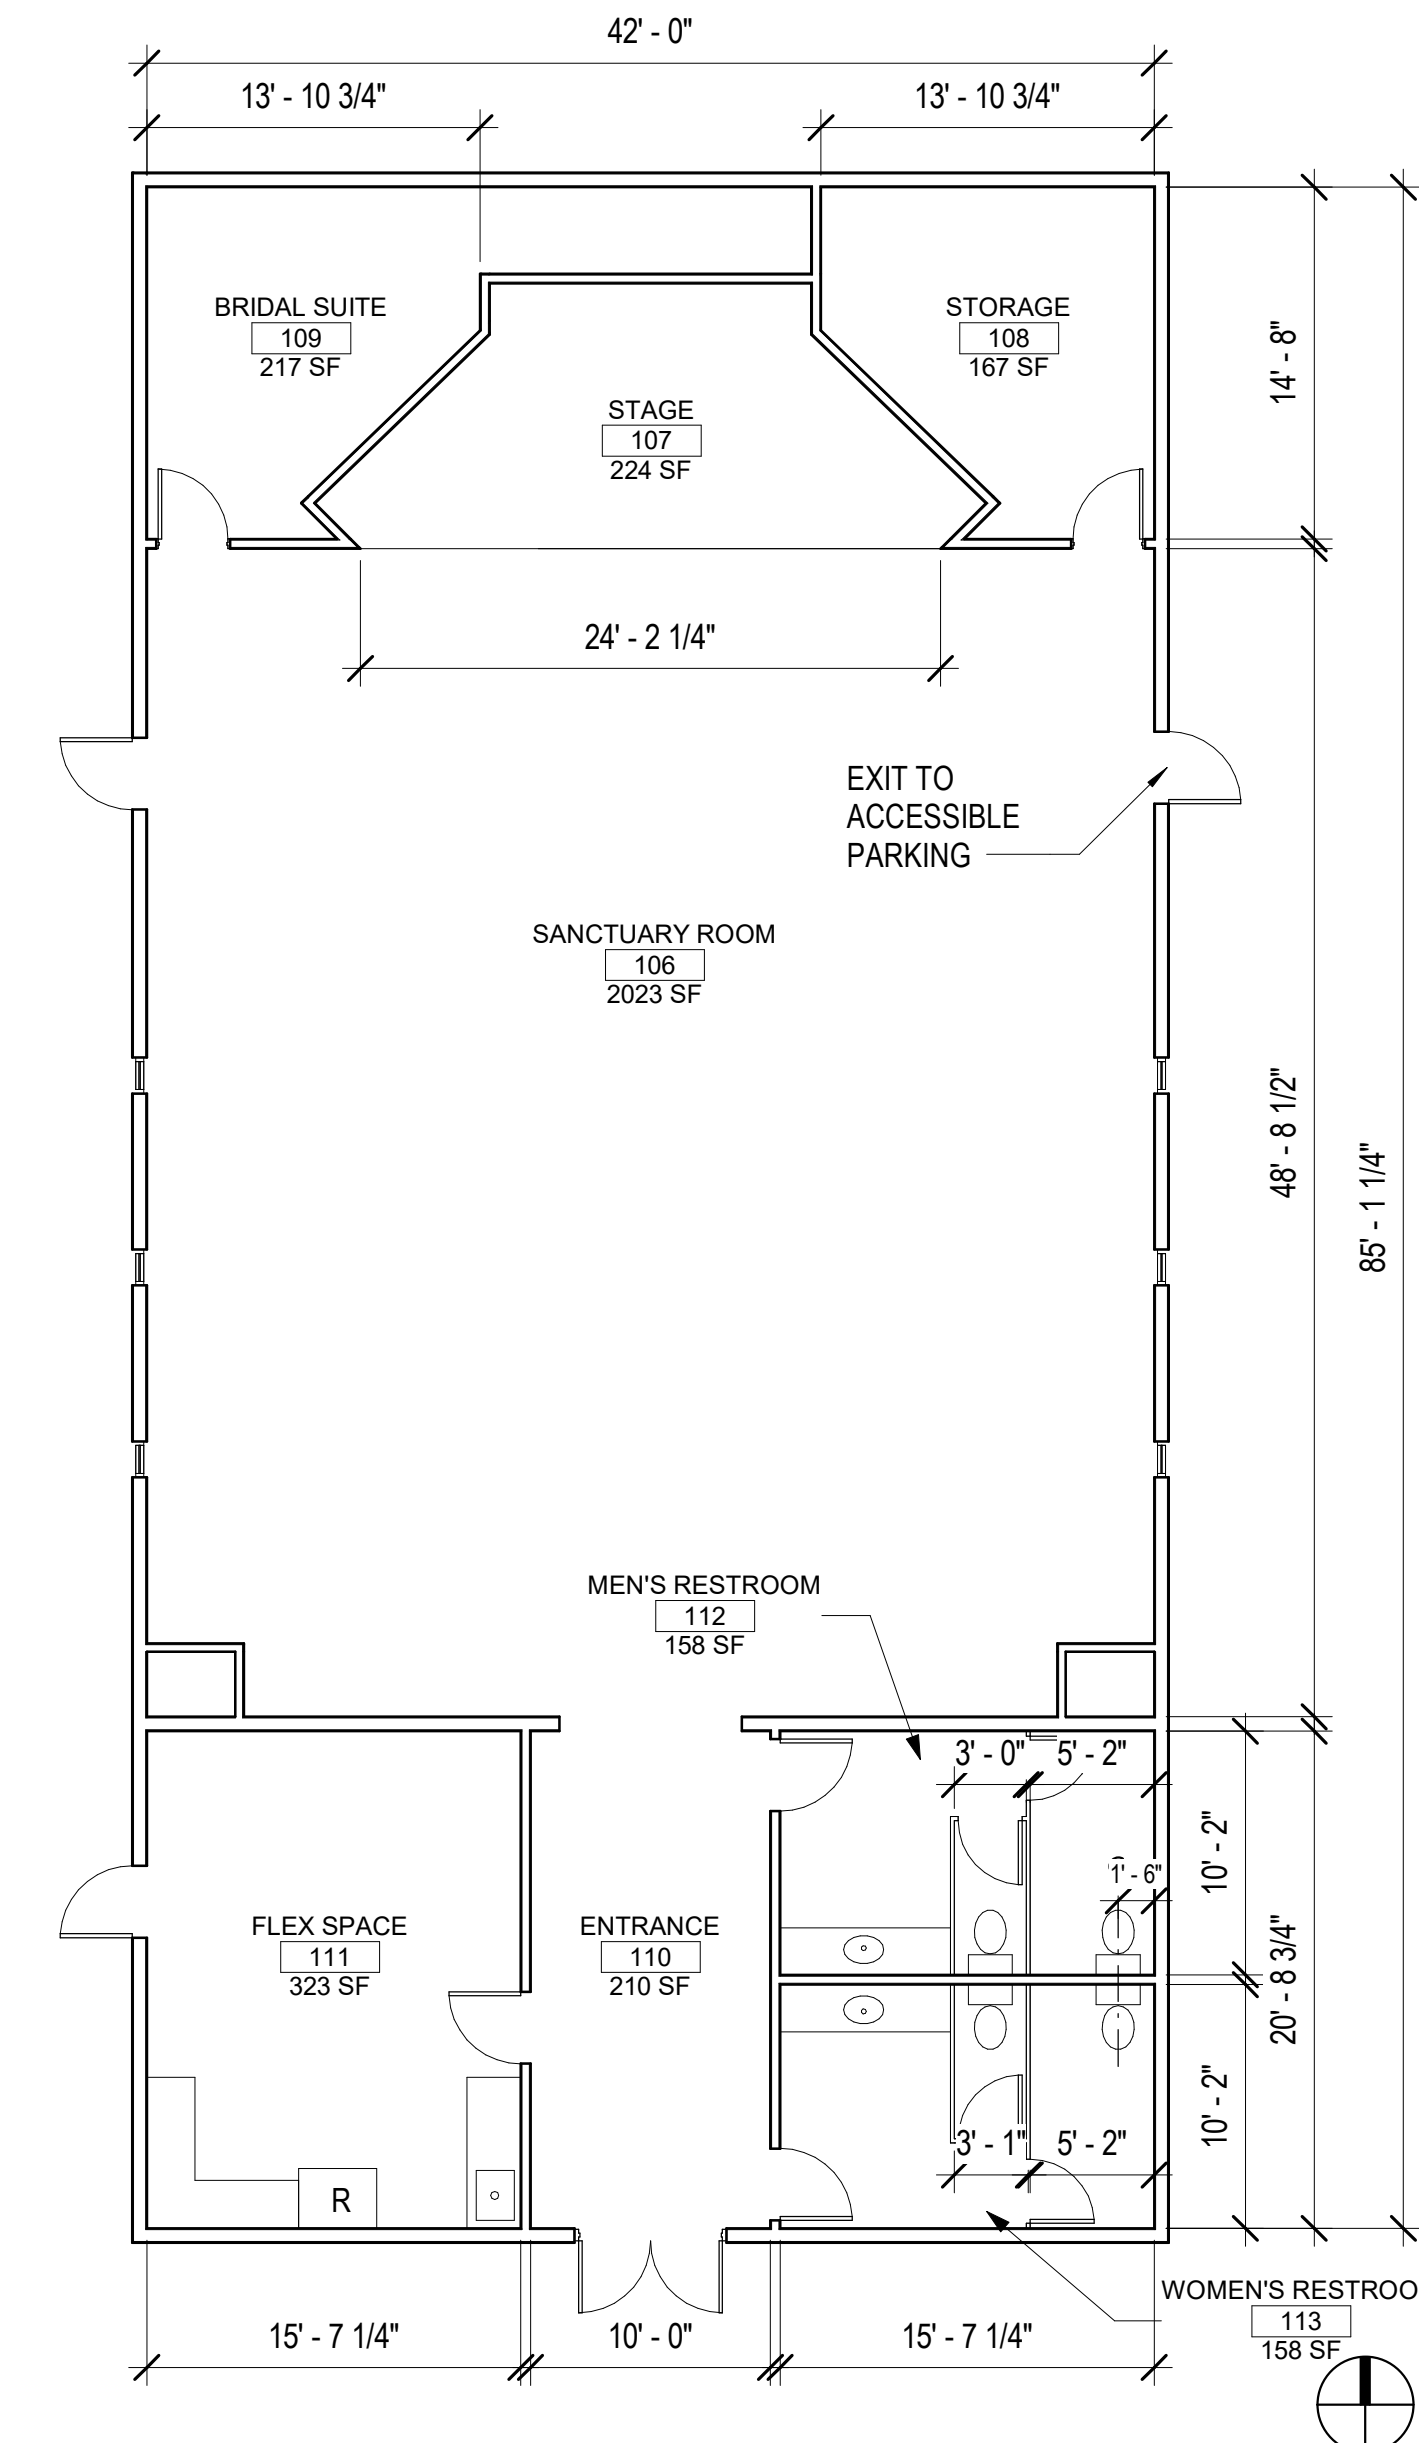 42' - 0"
13' - 10 3/4"
13' - 10 3/4"
BRIDAL SUITE
109
217 SF
STORAGE
108
167 SF
14' - 8"
STAGE
107
224 SF
24' - 2 1/4"
EXIT TO
ACCESSIBLE
PARKING
SANCTUARY ROOM
106
2023 SF
48' - 8 1/2"
85' - 1 1/4"
MEN'S RESTROOM
112
158 SF
3' - 0"
5' - 2"
10' - 2"
1' - 6"
FLEX SPACE
111
323 SF
ENTRANCE
110
210 SF
20' - 8 3/4"
10' - 2"
3' - 1"
5' - 2"
R
WOMEN'S RESTROO
113
158 SF
15' - 7 1/4"
10' - 0"
15' - 7 1/4"